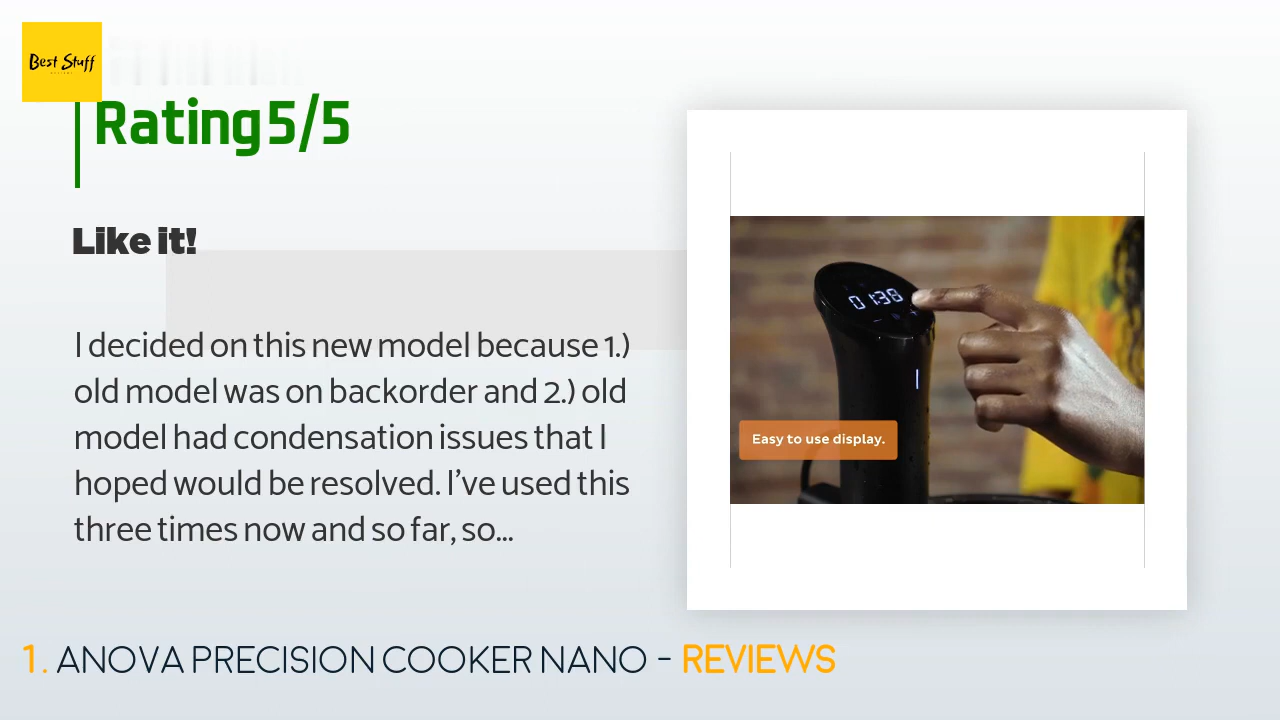 Best Stuff
Rating 5/5
Like it!
I decided on this new model because 1.)
old model was on backorder and 2.) old
model had condensation issues that I
hoped would be resolved. I've used this
three times now and so far, so...
01:38
Easy to use display.
1. ANOVA PRECISION COOKER NANO - REVIEWS